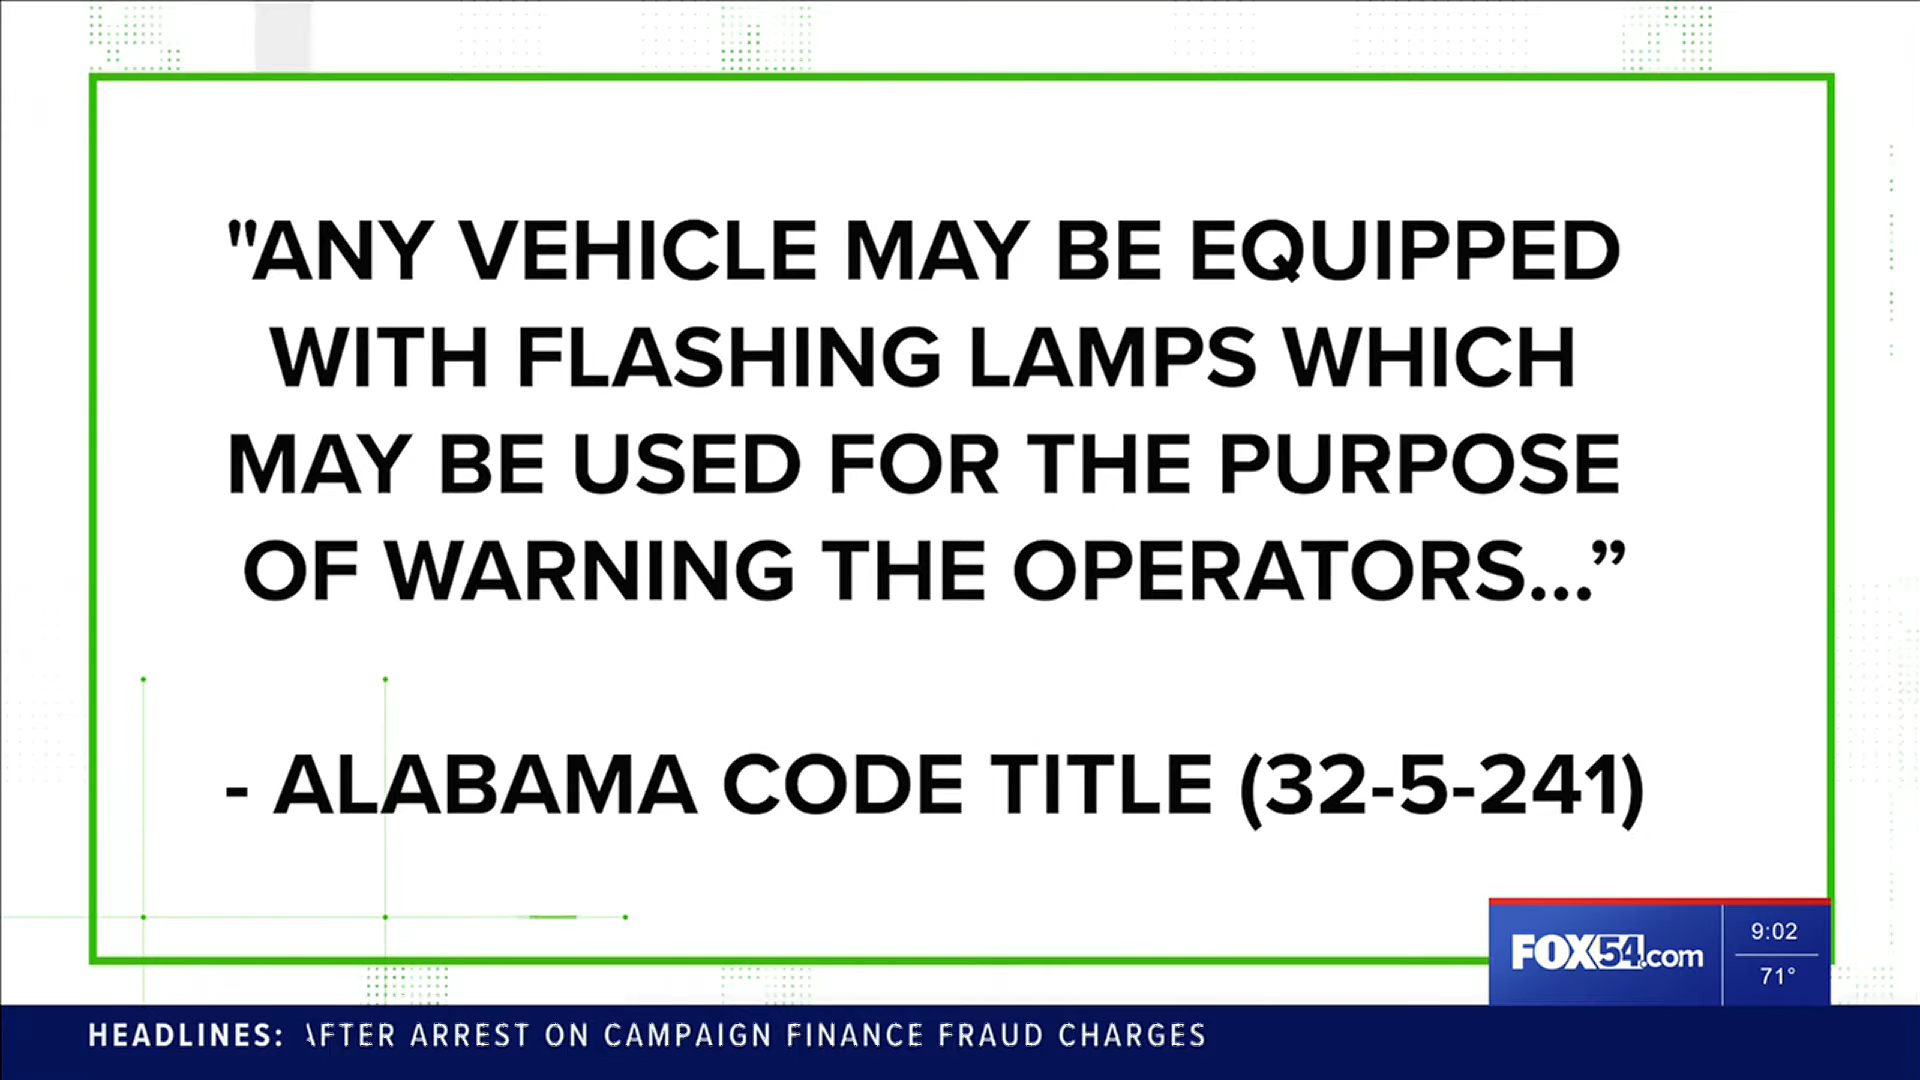 "ANY VEHICLE MAY BE EQUIPPED
WITH FLASHING LAMPS WHICH
MAY BE USED FOR THE PURPOSE
OF WARNING THE OPERATORS...”
- ALABAMA CODE TITLE (32-5-241)
FOX54.com
9:02
71°
HEADLINES: AFTER ARREST ON CAMPAIGN FINANCE FRAUD CHARGES